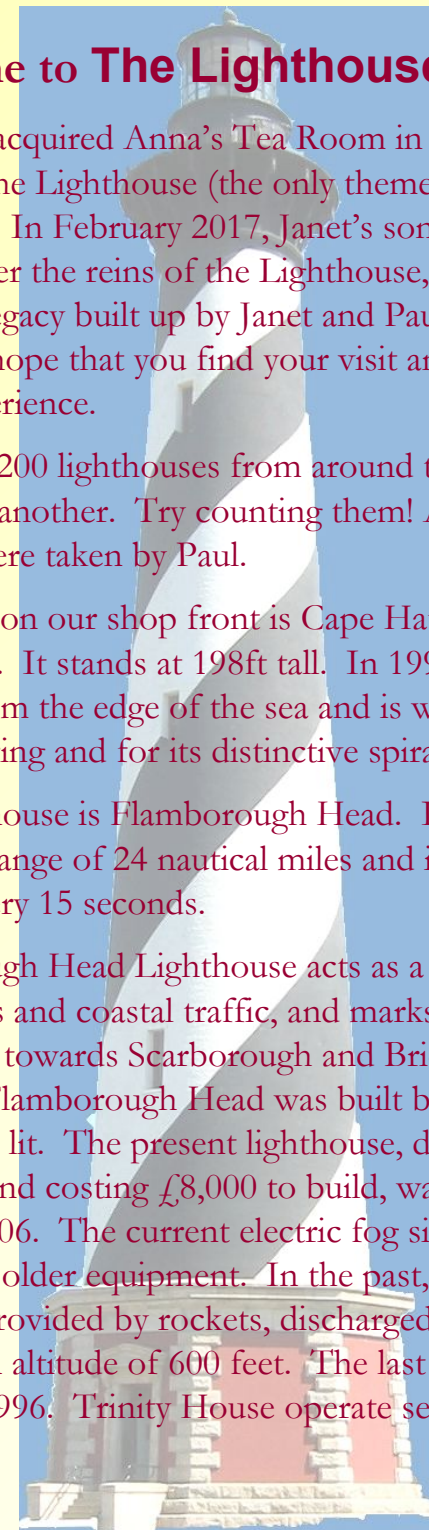 ne to The Lighthouse
acquired Anna's Tea Room in
ne Lighthouse (the only theme
In February 2017, Janet's son
er the reins of the Lighthouse,
egacy built up by Janet and Pau
hope that you find your visit an
erience.
200 lighthouses from around t
another. Try counting them! A
ere taken by Paul.
on our shop front is Cape Hat
. It stands at 198ft tall. In 199
m the edge of the sea and is w
ing and for its distinctive spira
ouse is Flamborough Head. I
ange of 24 nautical miles and i
ry 15 seconds.
ugh Head Lighthouse acts as a
s and coastal traffic, and marks
towards Scarborough and Bri
Flamborough Head was built b
lit. The present lighthouse, d
nd costing £8,000 to build, wa
06. The current electric fog si
older equipment. In the past,
provided by rockets, discharged
altitude of 600 feet. The last
996. Trinity House operate se